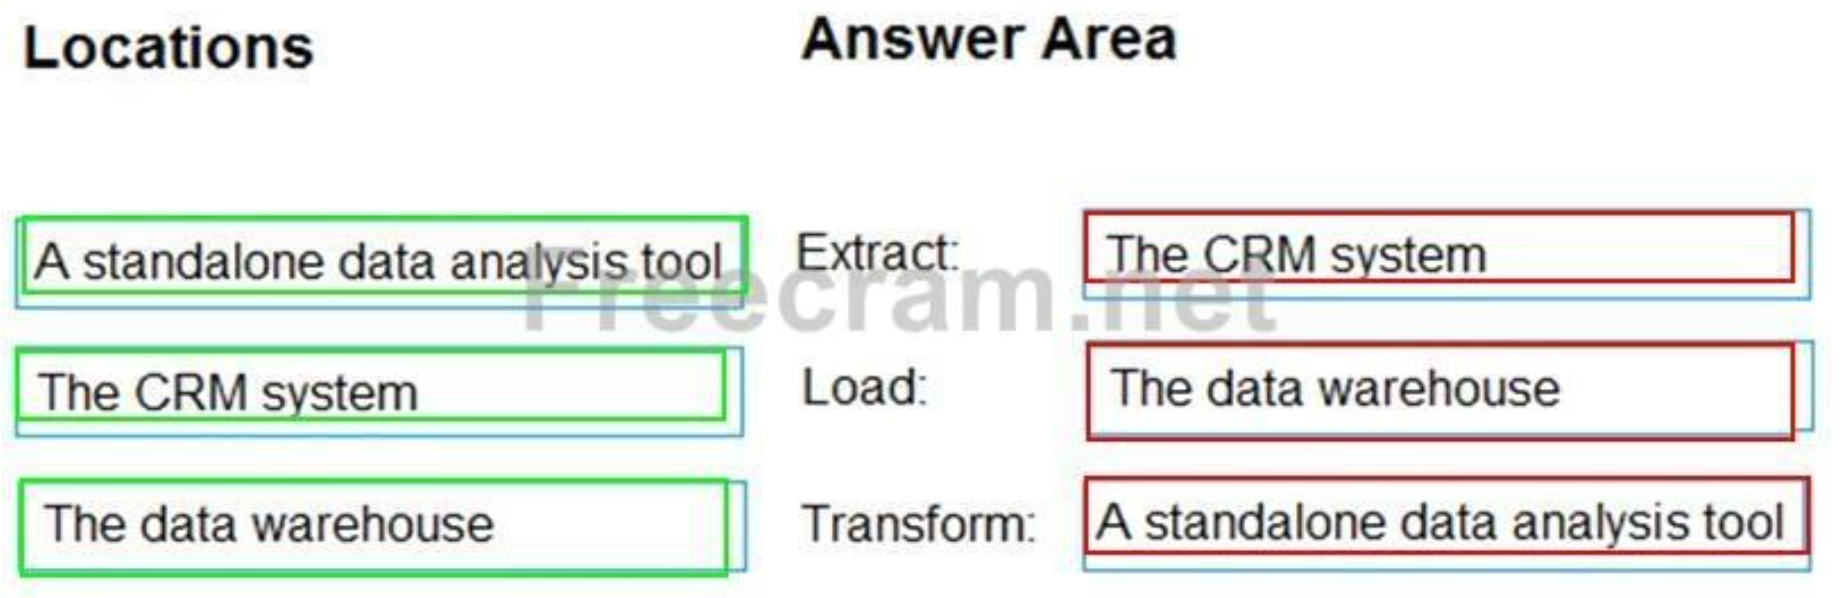 Locations
Answer Area
A standalone data analysis tool
Extract:
The CRM system
Freecram.net
The CRM system
Load:
The data warehouse
The data warehouse
Transform:
A standalone data analysis tool